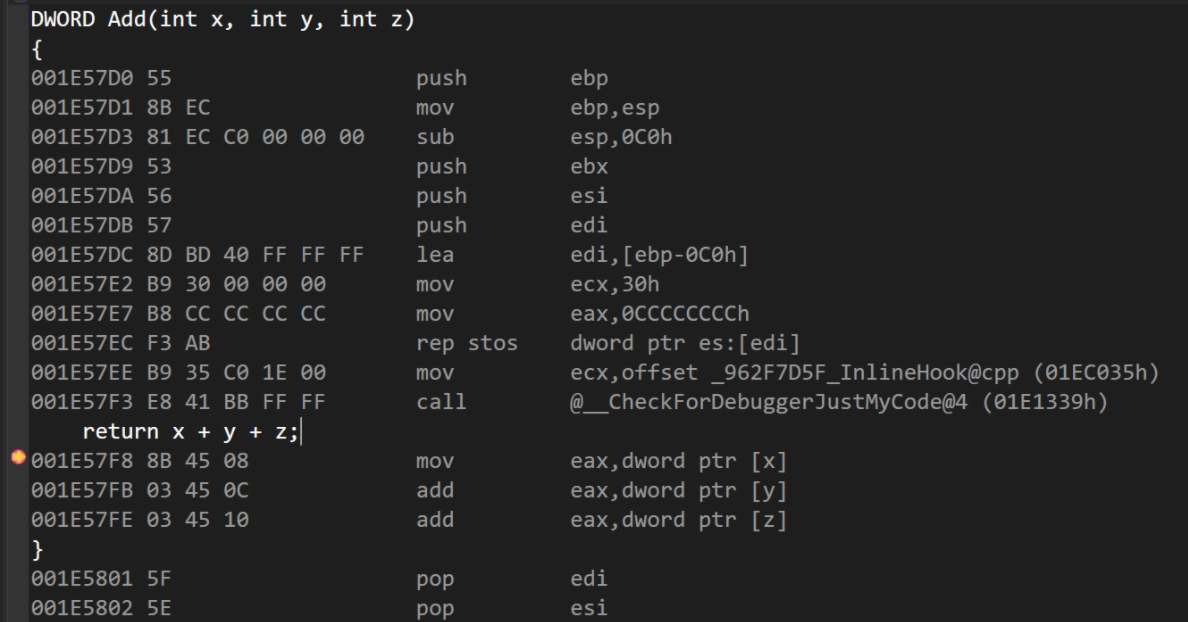 DWORD Add(int x, int y, int z)
{
001E57D0 55 push ebp
001E57D1 8B EC mov ebp,esp
001E57D3 81 EC C0 00 00 00 sub esp,0C0h
001E57D9 53 push ebx
001E57DA 56 push esi
001E57DB 57 push edi
001E57DC 8D BD 40 FF FF FF lea edi,[ebp-0C0h]
001E57E2 B9 30 00 00 00 mov ecx,30h
001E57E7 B8 CC CC CC CC mov eax,0CCCCCCCCh
001E57EC F3 AB rep stos dword ptr es:[edi]
001E57EE B9 35 C0 1E 00 mov ecx,offset _962F7D5F_InlineHook@cpp (01EC035h)
001E57F3 E8 41 BB FF FF call @__CheckForDebuggerJustMyCode@4 (01E1339h)
return x + y + z;
001E57F8 8B 45 08 mov eax,dword ptr [x]
001E57FB 03 45 0C add eax,dword ptr [y]
001E57FE 03 45 10 add eax,dword ptr [z]
}
001E5801 5F pop edi
001E5802 5E pop esi